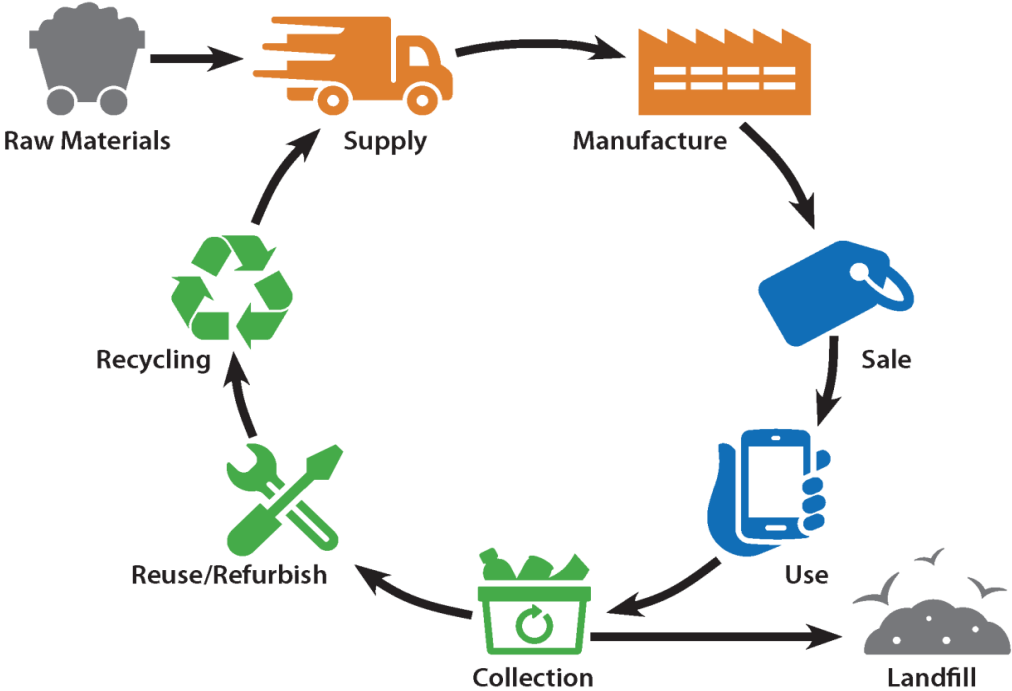 Raw Materials
Supply
Manufacture
Sale
Use
Collection
Landfill
Reuse/Refurbish
Recycling